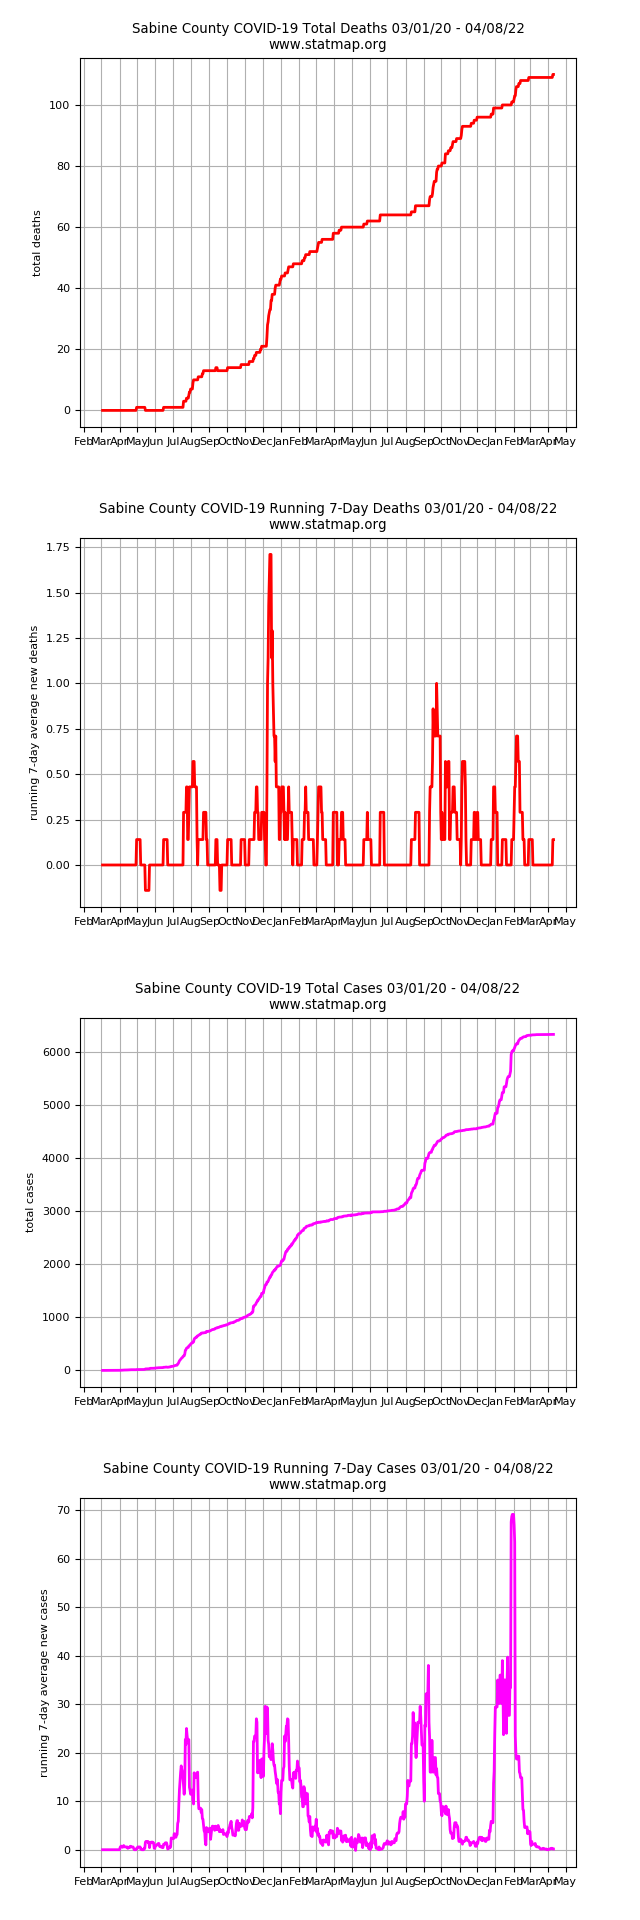 Sabine County COVID-19 Total Deaths 03/01/20 - 04/08/22
www.statmap.org
100
80
60
40
20
0
total deaths
Feb Mar Apr May Jun Jul Aug Sep Oct Nov Dec Jan Feb Mar Apr May Jun Jul Aug Sep Oct Nov Dec Jan Feb Mar Apr May
Sabine County COVID-19 Running 7-Day Deaths 03/01/20 - 04/08/22
www.statmap.org
1.75
1.50
1.25
1.00
0.75
0.50
0.25
0.00
running 7-day average new deaths
Feb Mar Apr May Jun Jul Aug Sep Oct Nov Dec Jan Feb Mar Apr May Jun Jul Aug Sep Oct Nov Dec Jan Feb Mar Apr May
Sabine County COVID-19 Total Cases 03/01/20 - 04/08/22
www.statmap.org
6000
5000
4000
3000
2000
1000
0
total cases
Feb Mar Apr May Jun Jul Aug Sep Oct Nov Dec Jan Feb Mar Apr May Jun Jul Aug Sep Oct Nov Dec Jan Feb Mar Apr May
Sabine County COVID-19 Running 7-Day Cases 03/01/20 - 04/08/22
www.statmap.org
70
60
50
40
30
20
10
0
running 7-day average new cases
Feb Mar Apr May Jun Jul Aug Sep Oct Nov Dec Jan Feb Mar Apr May Jun Jul Aug Sep Oct Nov Dec Jan Feb Mar Apr May